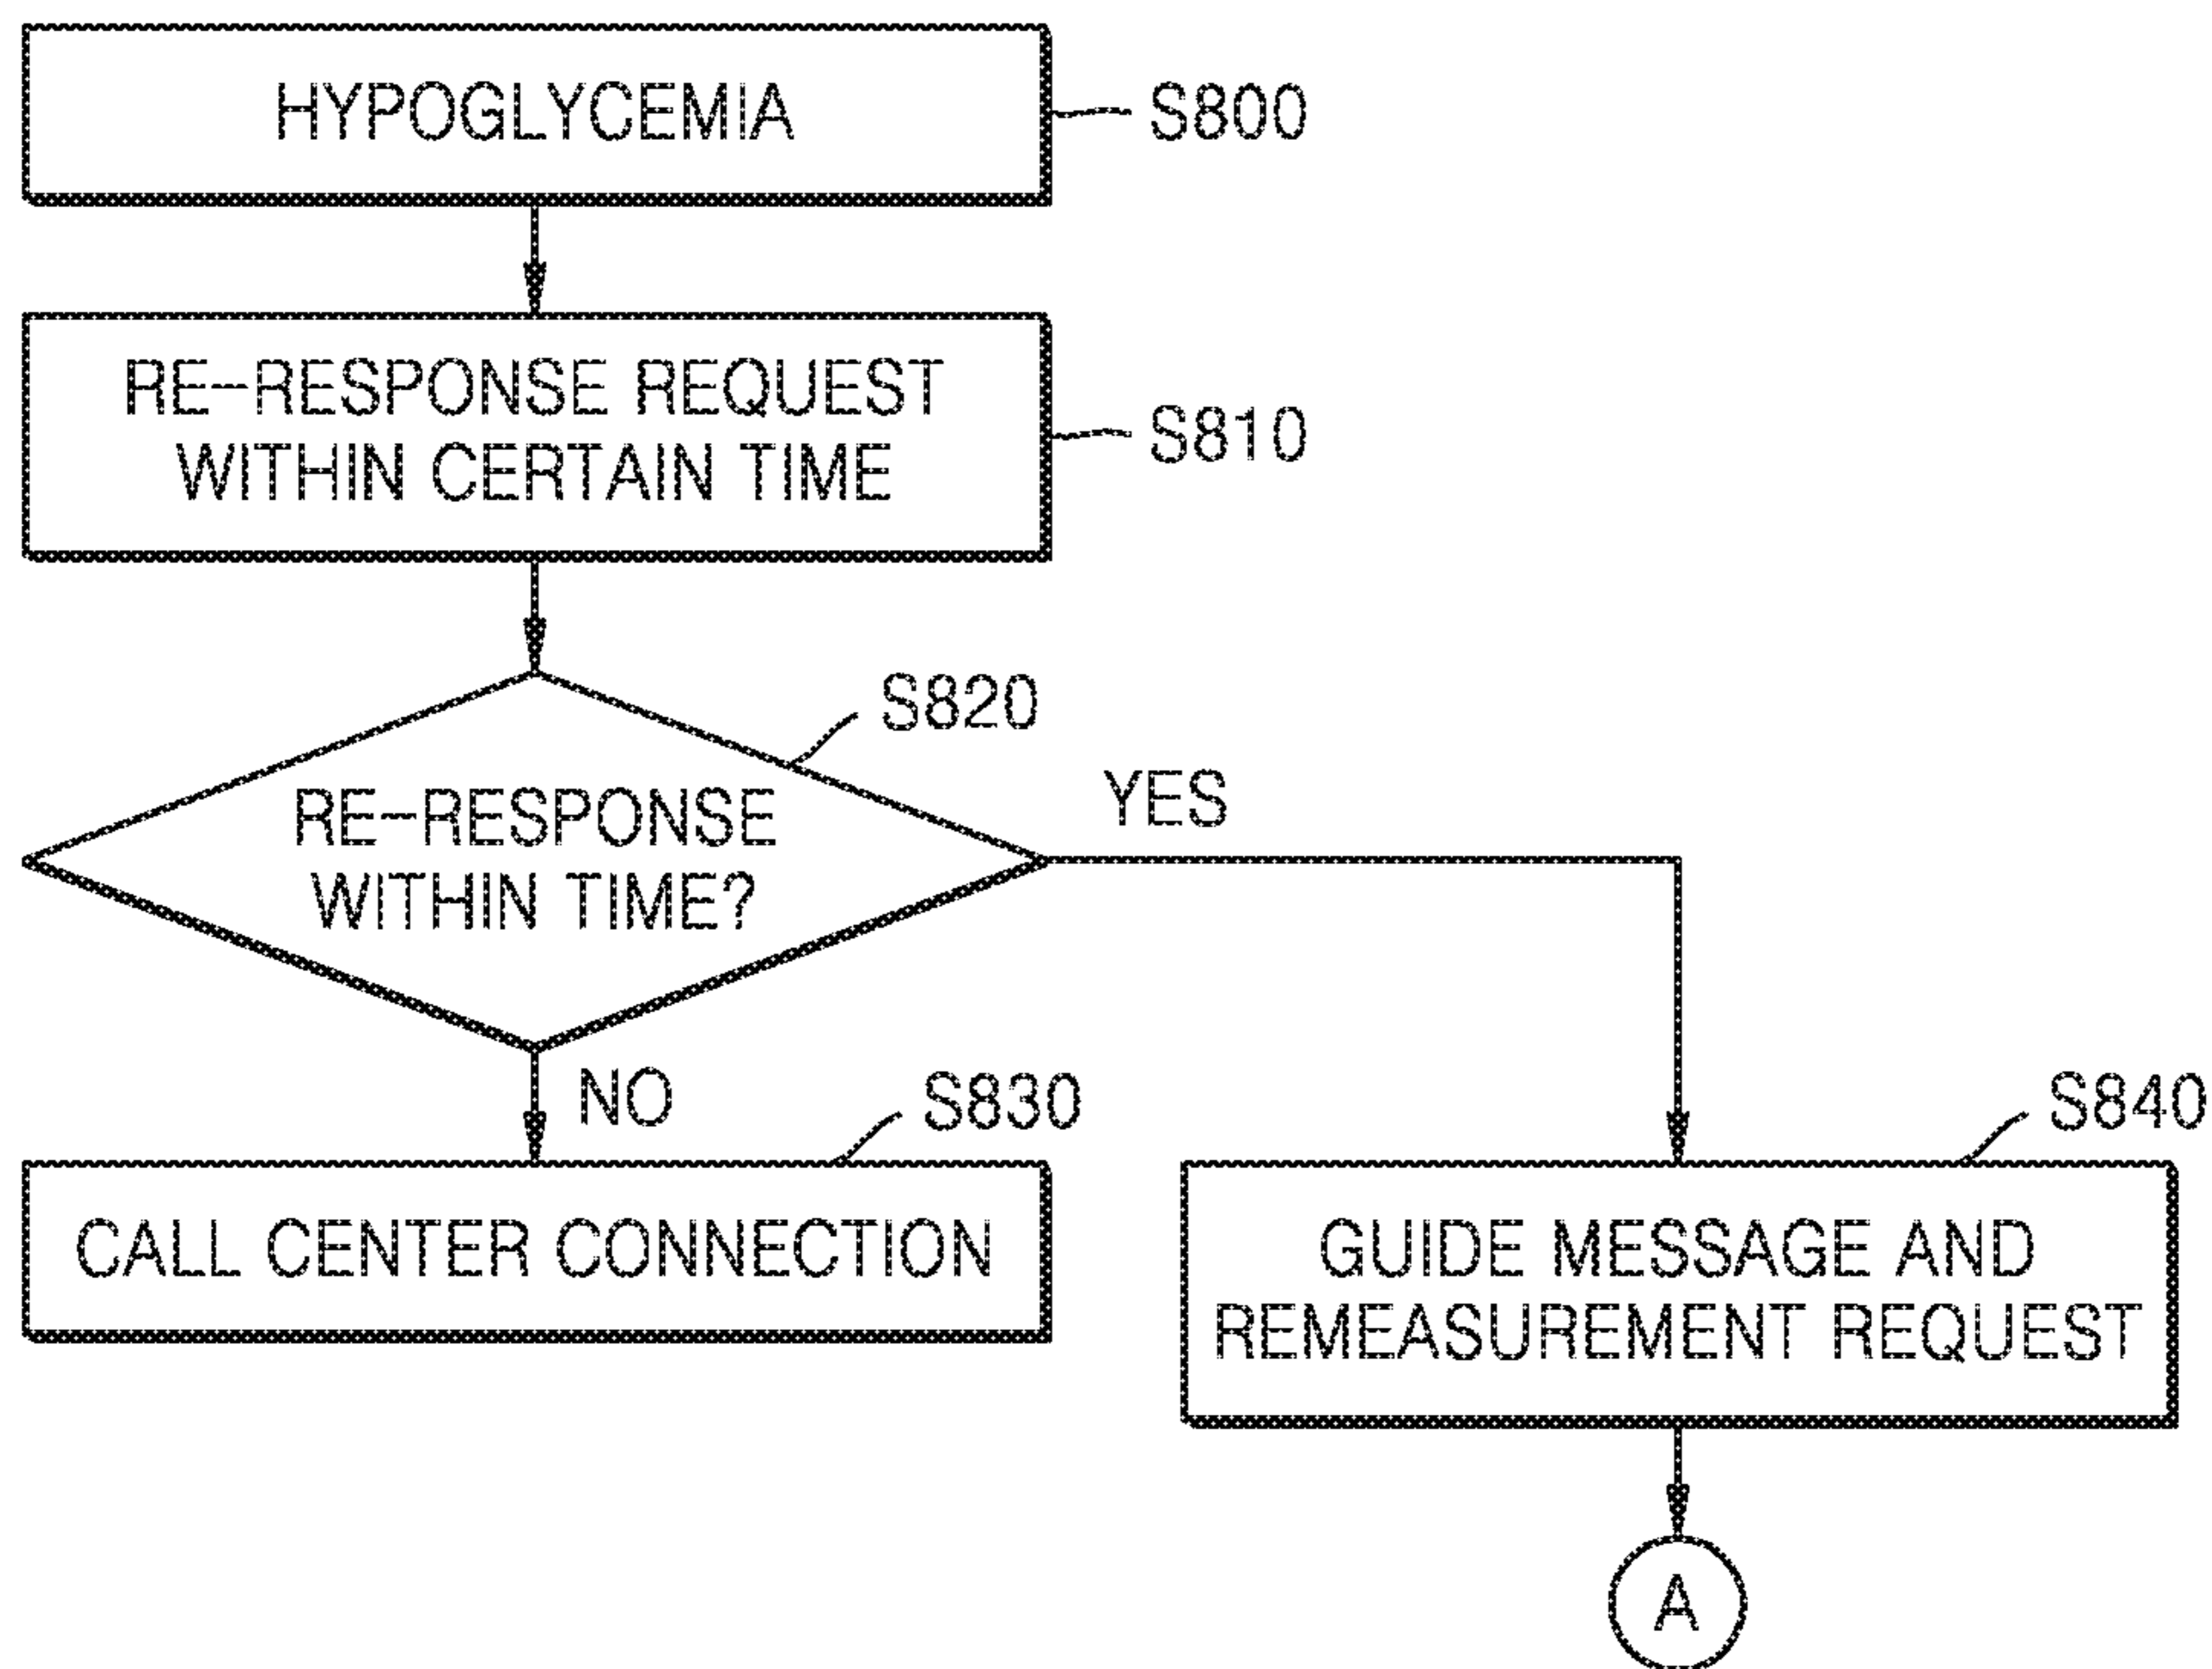 HYPOGLYCEMIA
S800
RE-RESPONSE REQUEST
WITHIN CERTAIN TIME
S810
S820
RE-RESPONSE
WITHIN TIME?
YES
NO
S830
CALL CENTER CONNECTION
S840
GUIDE MESSAGE AND
REMEASUREMENT REQUEST
A